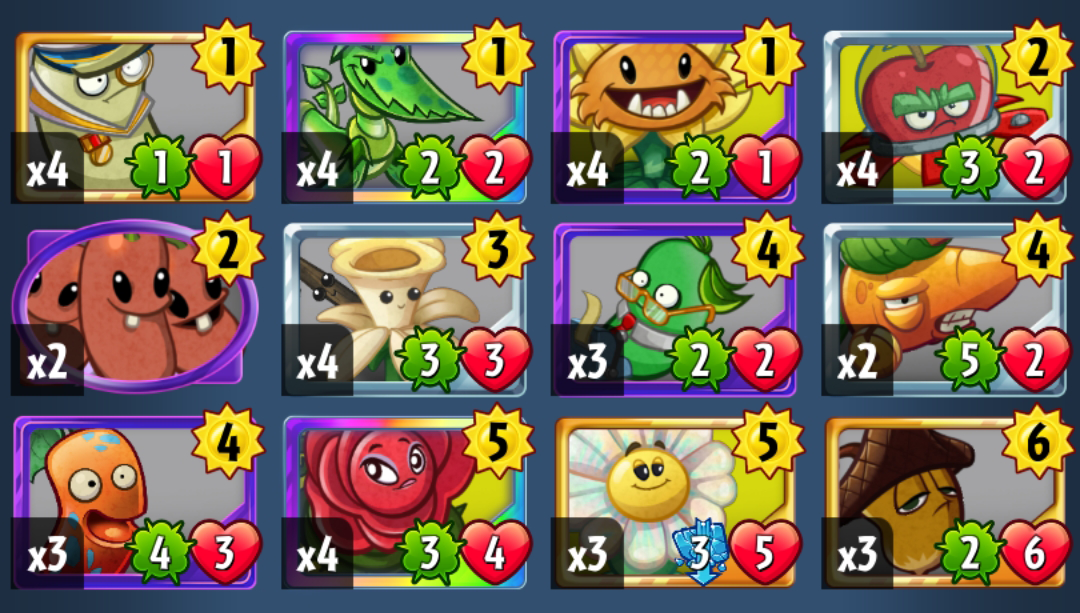 1 1 1 2
x4 1 1 x4 2 2 x4 2 1 x4 3 2
2 3 4 4
x2 x4 3 3 x3 2 2 x2 5 2
4 5 5 6
x3 4 3 x4 3 4 x3 3 5 x3 2 6